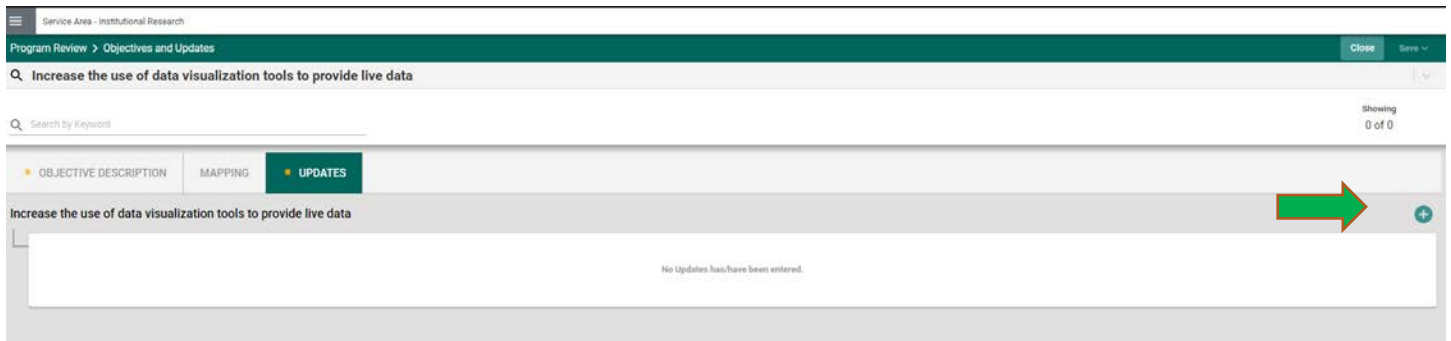 Service Area - Institutional Research
Program Review > Objectives and Updates
Close
Save
Increase the use of data visualization tools to provide live data
Search by Keyword
Showing
0 of 0
OBJECTIVE DESCRIPTION
MAPPING
UPDATES
Increase the use of data visualization tools to provide live data
No Updates has/have been entered.